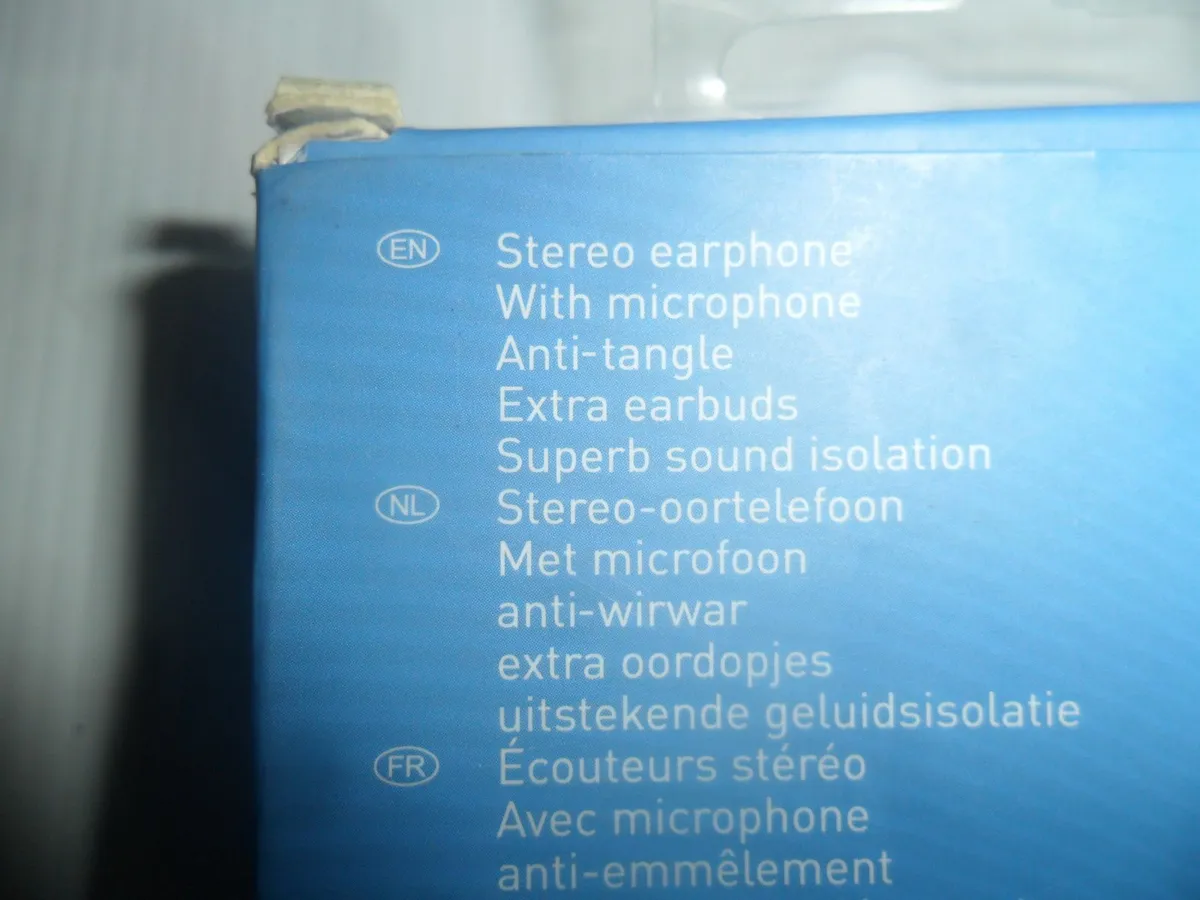 EN Stereo earphone
With microphone
Anti-tangle
Extra earbuds
Superb sound isolation
NL Stereo-oortelefoon
Met microfoon
anti-wirwar
extra oordopjes
uitstekende geluidsisolatie
FR Écouteurs stéréo
Avec microphone
anti-emmêlement